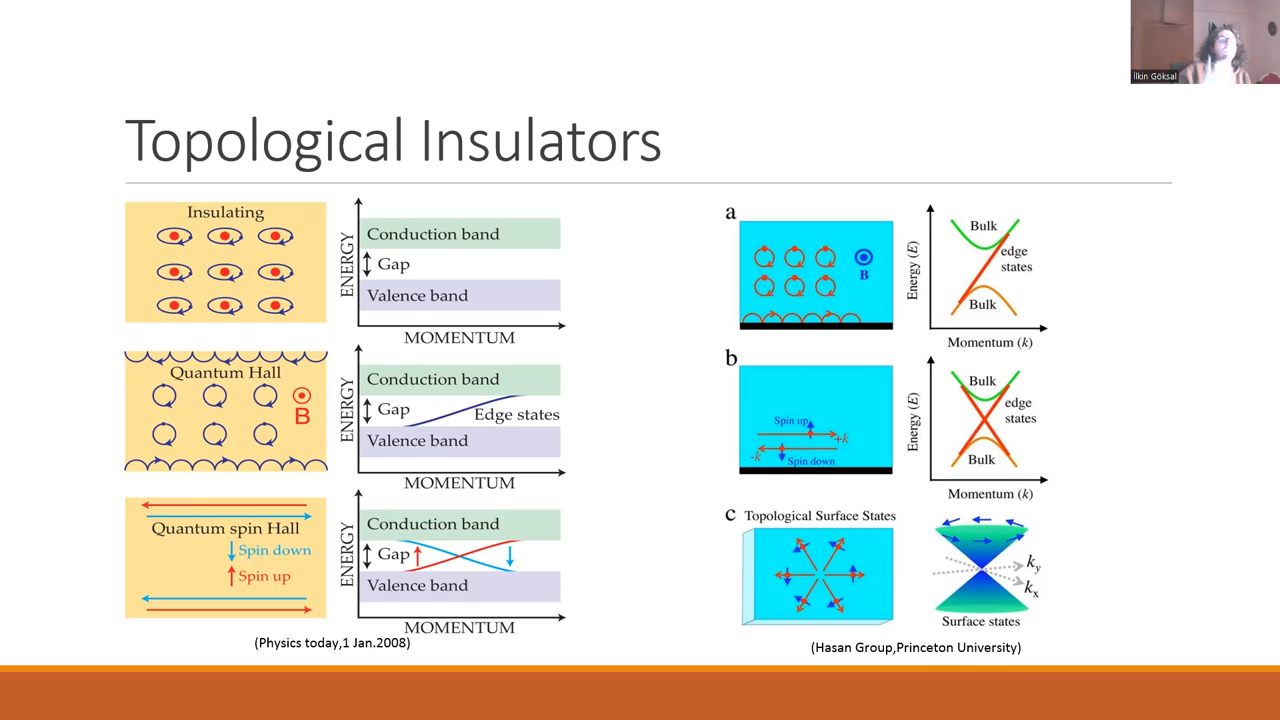 İlkin Göksal
Topological Insulators
Insulating
ENERGY
Conduction band
Gap
Valence band
MOMENTUM
Quantum Hall
B
ENERGY
Conduction band
Gap
Edge states
Valence band
MOMENTUM
Quantum spin Hall
Spin down
Spin up
ENERGY
Conduction band
Gap
Valence band
MOMENTUM
(Physics today,1 Jan.2008)
a
B
Energy (E)
Bulk
edge
states
Bulk
Momentum (k)
b
Spin up
+k
-k
Spin down
Energy (E)
Bulk
edge
states
Bulk
Momentum (k)
c
Topological Surface States
ky
kx
Surface states
(Hasan Group,Princeton University)